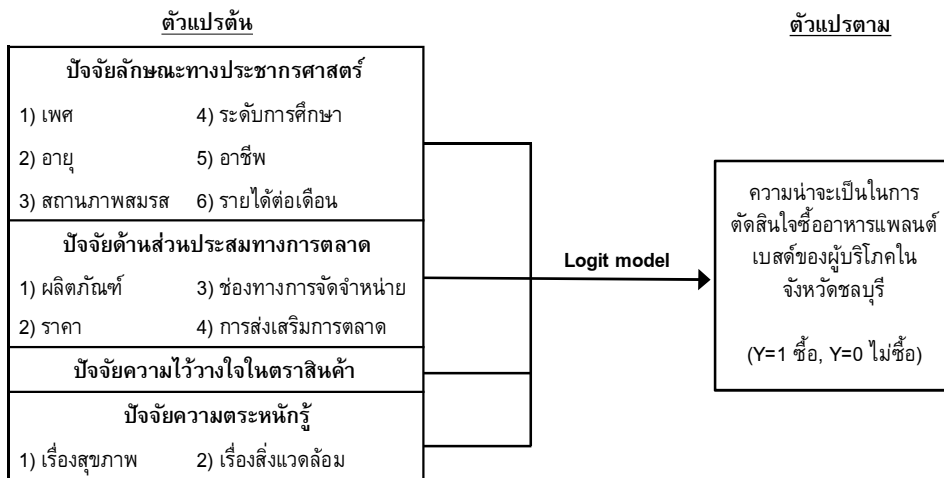 ตัวแปรต้น
ปัจจัยลักษณะทางประชากรศาสตร์
1) เพศ 4) ระดับการศึกษา
2) อายุ 5) อาชีพ
3) สถานภาพสมรส 6) รายได้ต่อเดือน
ปัจจัยด้านส่วนประสมทางการตลาด
1) ผลิตภัณฑ์ 3) ช่องทางการจัดจำหน่าย
2) ราคา 4) การส่งเสริมการตลาด
ปัจจัยความไว้วางใจในตราสินค้า
ปัจจัยความตระหนักรู้
1) เรื่องสุขภาพ 2) เรื่องสิ่งแวดล้อม
Logit model
ตัวแปรตาม
ความน่าจะเป็นในการ
ตัดสินใจซื้ออาหารแพลนต์
เบสด์ของผู้บริโภคใน
จังหวัดชลบุรี
(Y=1 ซื้อ, Y=0 ไม่ซื้อ)